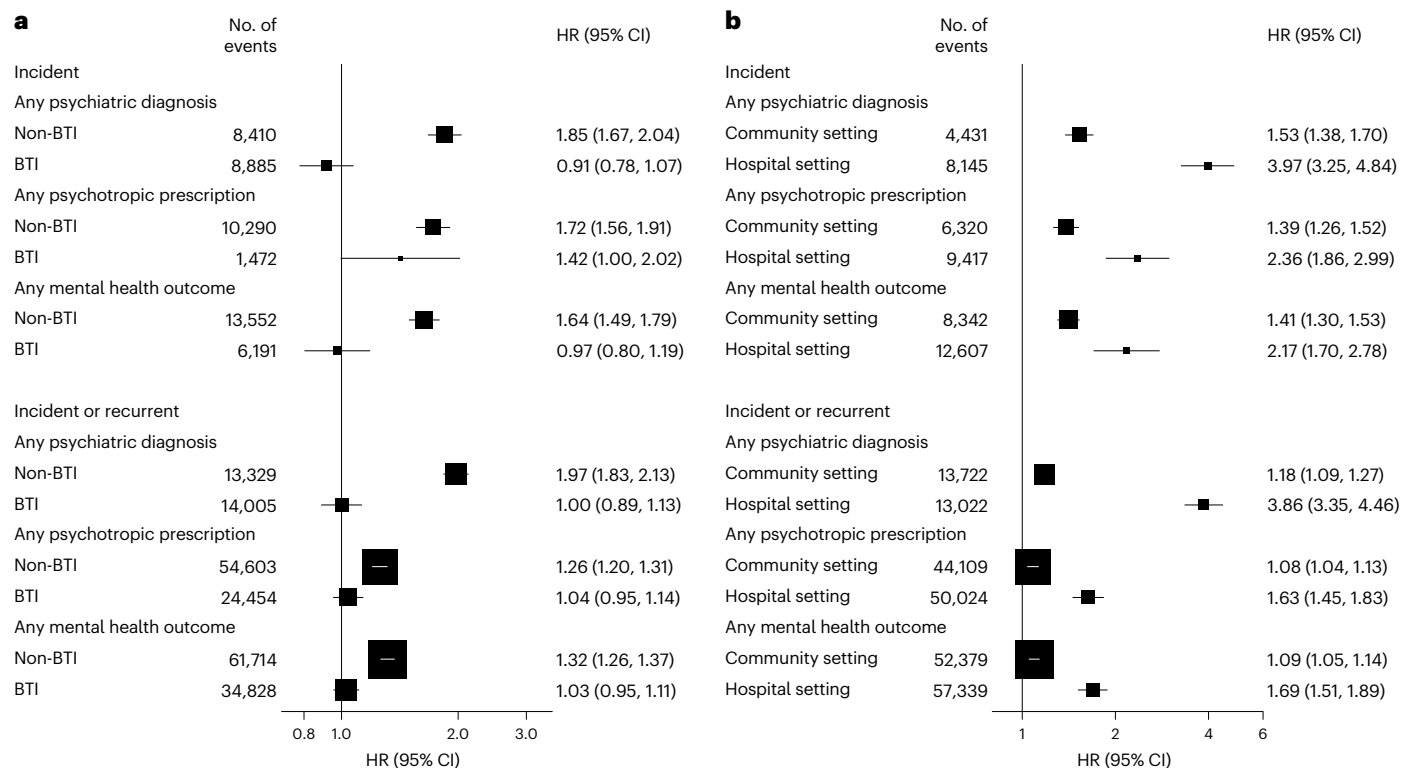 a
No. of
events
HR (95% CI)
Incident
Any psychiatric diagnosis
Non-BTI 8,410 1.85 (1.67, 2.04)
BTI 8,885 0.91 (0.78, 1.07)
Any psychotropic prescription
Non-BTI 10,290 1.72 (1.56, 1.91)
BTI 1,472 1.42 (1.00, 2.02)
Any mental health outcome
Non-BTI 13,552 1.64 (1.49, 1.79)
BTI 6,191 0.97 (0.80, 1.19)
Incident or recurrent
Any psychiatric diagnosis
Non-BTI 13,329 1.97 (1.83, 2.13)
BTI 14,005 1.00 (0.89, 1.13)
Any psychotropic prescription
Non-BTI 54,603 1.26 (1.20, 1.31)
BTI 24,454 1.04 (0.95, 1.14)
Any mental health outcome
Non-BTI 61,714 1.32 (1.26, 1.37)
BTI 34,828 1.03 (0.95, 1.11)
0.8 1.0 2.0 3.0
HR (95% CI)
b
No. of
events
HR (95% CI)
Incident
Any psychiatric diagnosis
Community setting 4,431 1.53 (1.38, 1.70)
Hospital setting 8,145 3.97 (3.25, 4.84)
Any psychotropic prescription
Community setting 6,320 1.39 (1.26, 1.52)
Hospital setting 9,417 2.36 (1.86, 2.99)
Any mental health outcome
Community setting 8,342 1.41 (1.30, 1.53)
Hospital setting 12,607 2.17 (1.70, 2.78)
Incident or recurrent
Any psychiatric diagnosis
Community setting 13,722 1.18 (1.09, 1.27)
Hospital setting 13,022 3.86 (3.35, 4.46)
Any psychotropic prescription
Community setting 44,109 1.08 (1.04, 1.13)
Hospital setting 50,024 1.63 (1.45, 1.83)
Any mental health outcome
Community setting 52,379 1.09 (1.05, 1.14)
Hospital setting 57,339 1.69 (1.51, 1.89)
1 2 4 6
HR (95% CI)